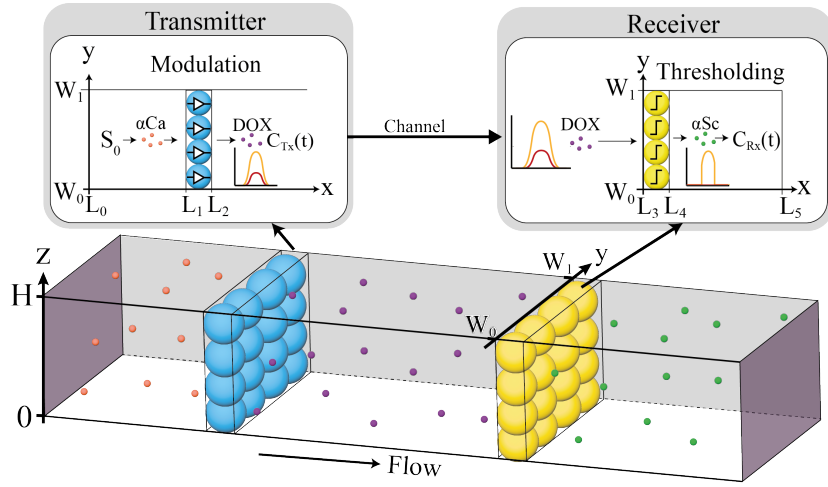 Transmitter
Receiver
y
Modulation
W1
αCa
DOX
S0
CTx(t)
W0
L0
L1
L2
x
Channel
y
Thresholding
W1
DOX
αSc
CRx(t)
W0
L3
L4
L5
x
z
H
0
W1
y
W0
Flow